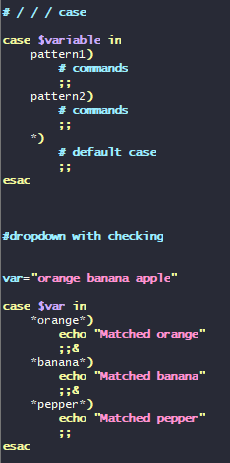 # / / / case
case $variable in
    pattern1)
        # commands
        ;;
    pattern2)
        # commands
        ;;
    *)
        # default case
        ;;
esac
#dropdown with checking
var="orange banana apple"
case $var in
    *orange*)
        echo "Matched orange"
        ;;&
    *banana*)
        echo "Matched banana"
        ;;&
    *pepper*)
        echo "Matched pepper"
        ;;
esac